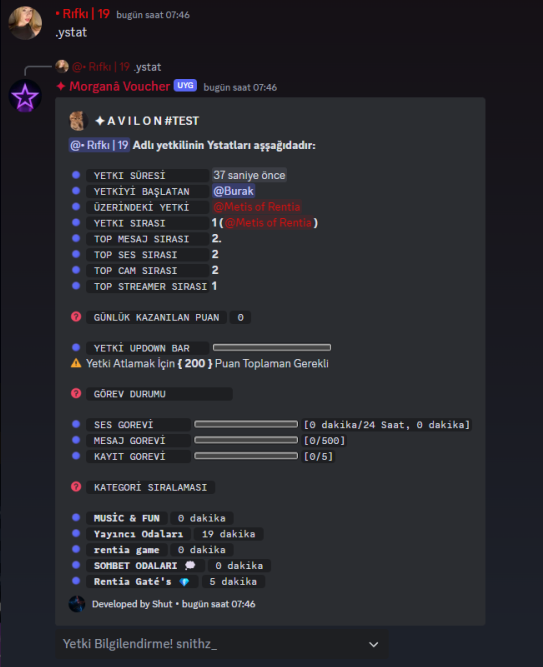 • Rıfkı | 19 bugün saat 07:46
.ystat
@• Rıfkı | 19 .ystat
✦ Morganâ Voucher UYG bugün saat 07:46
✦ A V I L O N #TEST
@• Rıfkı | 19 Adlı yetkilinin Ystatları aşşağıdadır:
YETKI SÜRESİ 37 saniye önce
YETKİYİ BAŞLATAN @Burak
ÜZERİNDEKİ YETKİ @Metis of Rentia
YETKI SIRASI 1 ( @Metis of Rentia )
TOP MESAJ SIRASI 2.
TOP SES SIRASI 2
TOP CAM SIRASI 2
TOP STREAMER SIRASI 1
GÜNLÜK KAZANILAN PUAN 0
YETKİ UPDOWN BAR
Yetki Atlamak İçin { 200 } Puan Toplaman Gerekli
GÖREV DURUMU
SES GOREVİ [0 dakika/24 Saat, 0 dakika]
MESAJ GOREVİ [0/500]
KAYIT GOREVİ [0/5]
KATEGORİ SIRALAMASI
MUSİC & FUN 0 dakika
Yayıncı Odaları 19 dakika
rentia game 0 dakika
SOMBET ODALARI 💭 0 dakika
Rentia Gaté's 💎 5 dakika
Developed by Shut • bugün saat 07:46
Yetki Bilgilendirme! snithz_